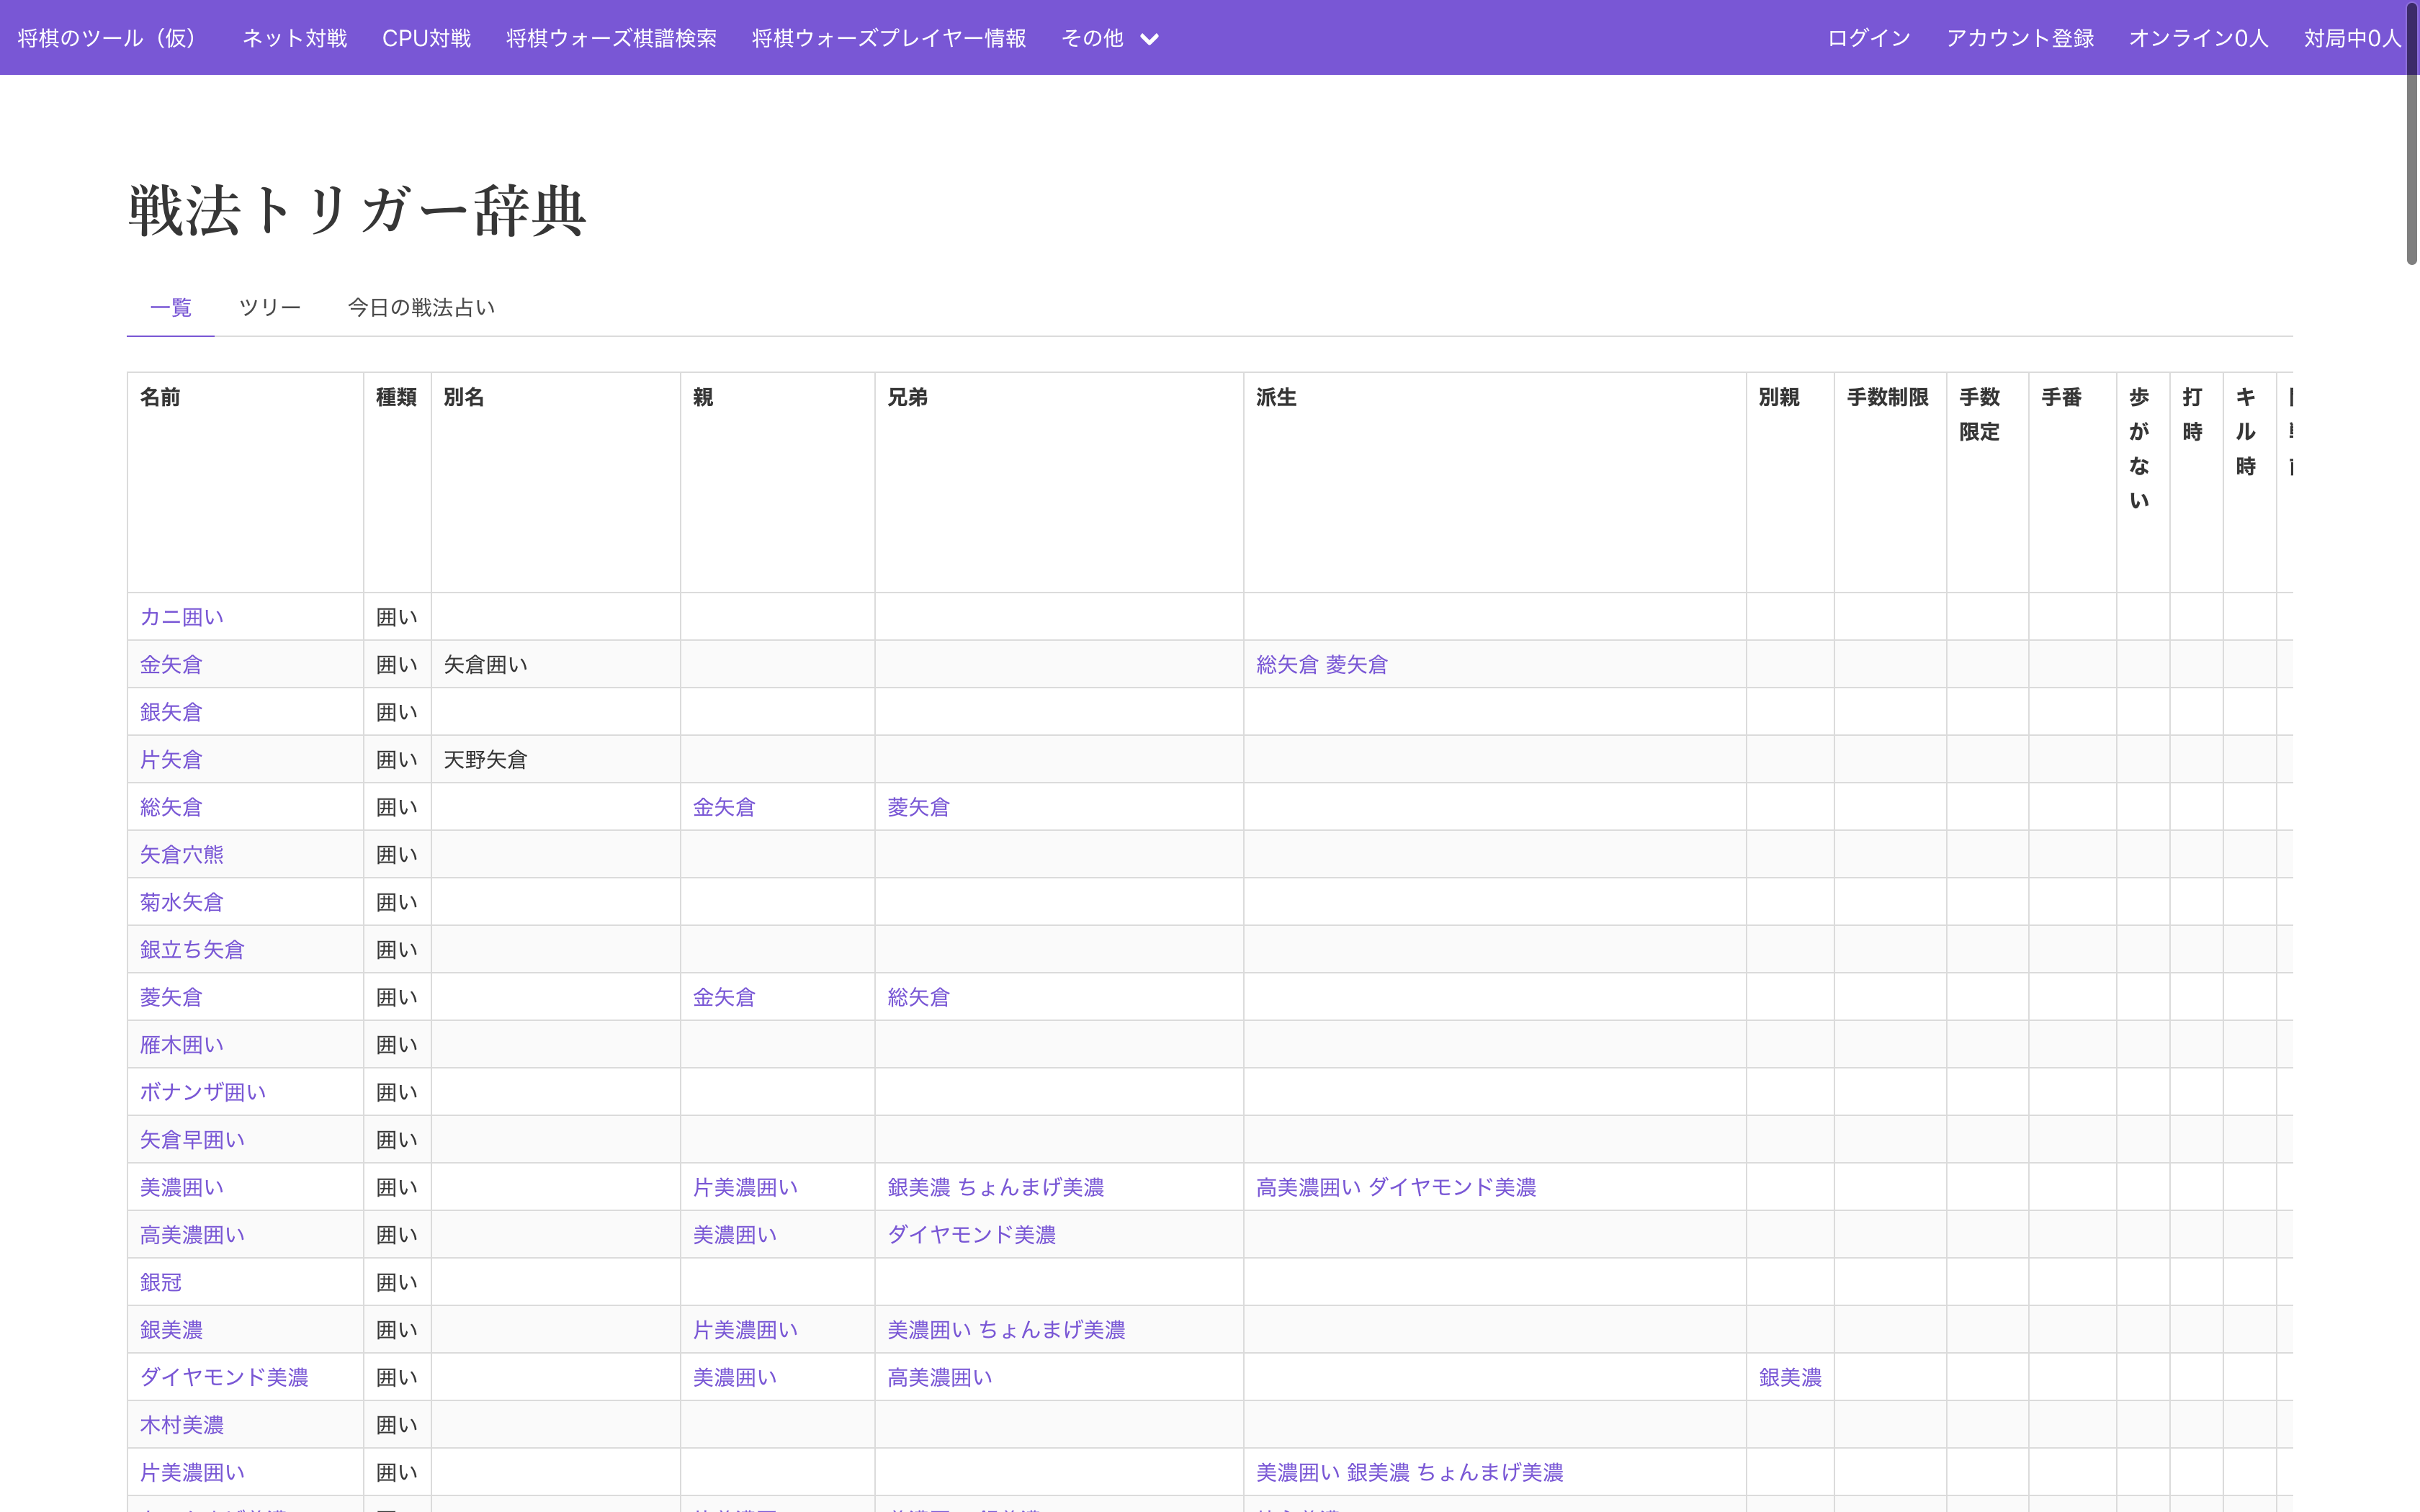 将棋のツール（仮） ネット対戦 CPU対戦 将棋ウォーズ棋譜検索 将棋ウォーズプレイヤー情報 その他 ログイン アカウント登録 オンライン0人 対局中0人
戦法トリガー辞典
一覧 ツリー 今日の戦法占い
名前 種類 別名 親 兄弟 派生 別親 手数制限 手数限定 手番 歩がない 打時 キル時
カニ囲い 囲い
金矢倉 囲い 矢倉囲い 総矢倉 菱矢倉
銀矢倉 囲い
片矢倉 囲い 天野矢倉
総矢倉 囲い 金矢倉 菱矢倉
矢倉穴熊 囲い
菊水矢倉 囲い
銀立ち矢倉 囲い
菱矢倉 囲い 金矢倉 総矢倉
雁木囲い 囲い
ボナンザ囲い 囲い
矢倉早囲い 囲い
美濃囲い 囲い 片美濃囲い 銀美濃 ちょんまげ美濃 高美濃囲い ダイヤモンド美濃
高美濃囲い 囲い 美濃囲い ダイヤモンド美濃
銀冠 囲い
銀美濃 囲い 片美濃囲い 美濃囲い ちょんまげ美濃
ダイヤモンド美濃 囲い 美濃囲い 高美濃囲い 銀美濃
木村美濃 囲い
片美濃囲い 囲い 美濃囲い 銀美濃 ちょんまげ美濃